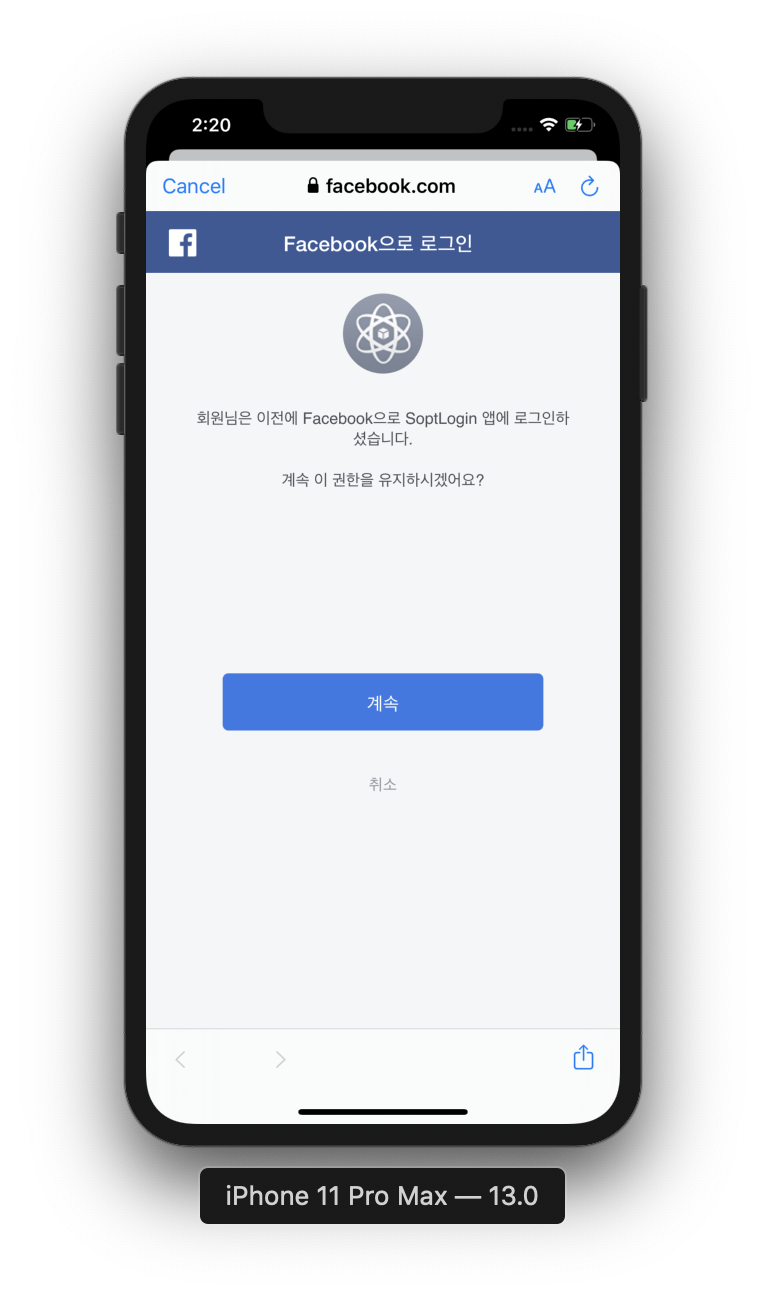 2:20
Cancel facebook.com AA
Facebook으로 로그인
회원님은 이전에 Facebook으로 SoptLogin 앱에 로그인하
셨습니다.
계속 이 권한을 유지하시겠어요?
계속
취소
iPhone 11 Pro Max — 13.0